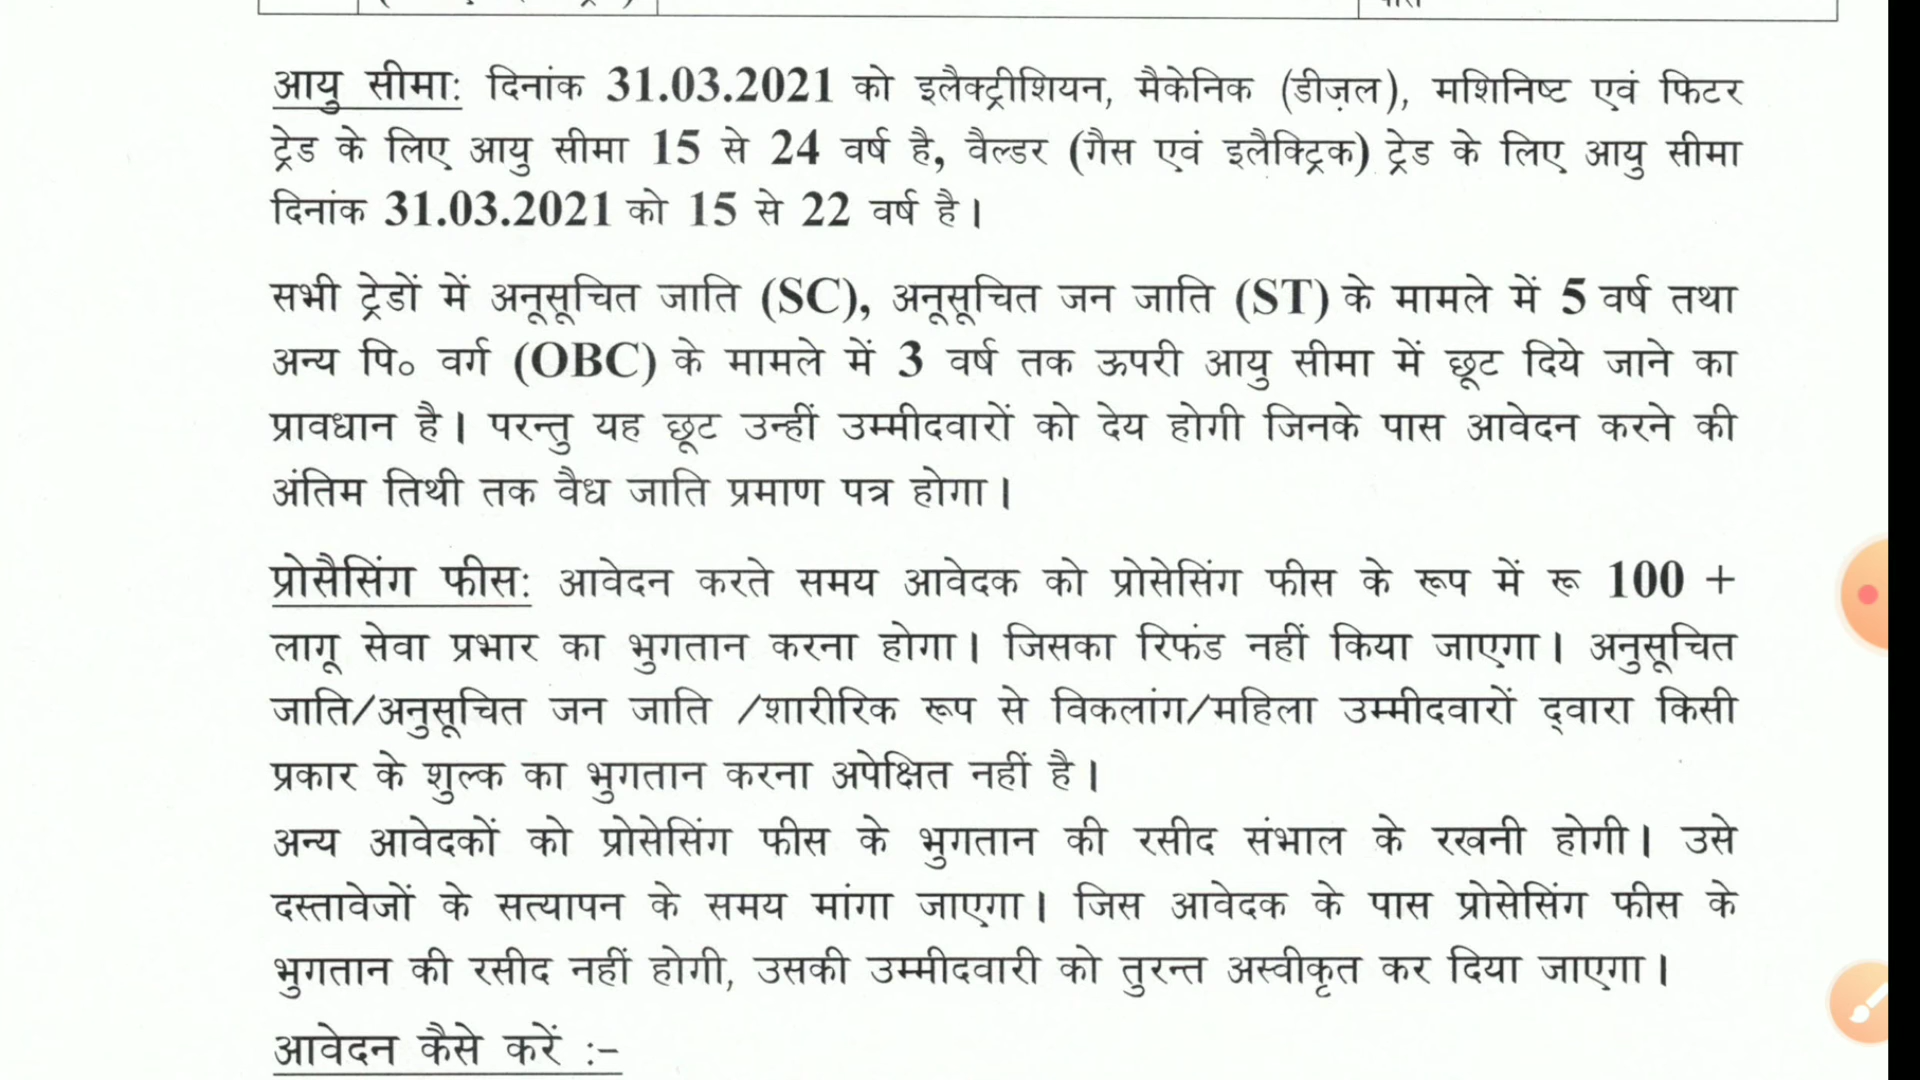 आयु सीमाः दिनांक 31.03.2021 को इलैक्ट्रीशियन, मैकेनिक (डीज़ल), मशिनिष्ट एवं फिटर
ट्रेड के लिए आयु सीमा 15 से 24 वर्ष है, वैल्डर (गैस एवं इलैक्ट्रिक) ट्रेड के लिए आयु सीमा
दिनांक 31.03.2021 को 15 से 22 वर्ष है।
सभी ट्रेडों में अनूसूचित जाति (SC), अनूसूचित जन जाति (ST) के मामले में 5 वर्ष तथा
अन्य पि० वर्ग (OBC) के मामले में 3 वर्ष तक ऊपरी आयु सीमा में छूट दिये जाने का
प्रावधान है। परन्तु यह छूट उन्हीं उम्मीदवारों को देय होगी जिनके पास आवेदन करने की
अंतिम तिथी तक वैध जाति प्रमाण पत्र होगा।
प्रोसैसिंग फीसः आवेदन करते समय आवेदक को प्रोसेसिंग फीस के रूप में रू 100 +
लागू सेवा प्रभार का भुगतान करना होगा। जिसका रिफंड नहीं किया जाएगा। अनुसूचित
जाति/अनुसूचित जन जाति /शारीरिक रूप से विकलांग/महिला उम्मीदवारों द्वारा किसी
प्रकार के शुल्क का भुगतान करना अपेक्षित नहीं है।
अन्य आवेदकों को प्रोसेसिंग फीस के भुगतान की रसीद संभाल के रखनी होगी। उसे
दस्तावेजों के सत्यापन के समय मांगा जाएगा। जिस आवेदक के पास प्रोसेसिंग फीस के
भुगतान की रसीद नहीं होगी, उसकी उम्मीदवारी को तुरन्त अस्वीकृत कर दिया जाएगा।
आवेदन कैसे करें :-